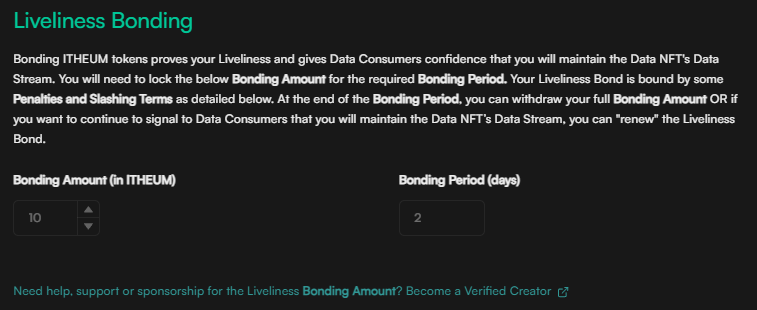 Liveliness Bonding
Bonding ITHEUM tokens proves your Liveliness and gives Data Consumers confidence that you will maintain the Data NFT's Data
Stream. You will need to lock the below Bonding Amount for the required Bonding Period. Your Liveliness Bond is bound by some
Penalties and Slashing Terms as detailed below. At the end of the Bonding Period, you can withdraw your full Bonding Amount OR if
you want to continue to signal to Data Consumers that you will maintain the Data NFT's Data Stream, you can "renew" the Liveliness
Bond.
Bonding Amount (in ITHEUM)
Bonding Period (days)
10
2
Need help, support or sponsorship for the Liveliness Bonding Amount? Become a Verified Creator